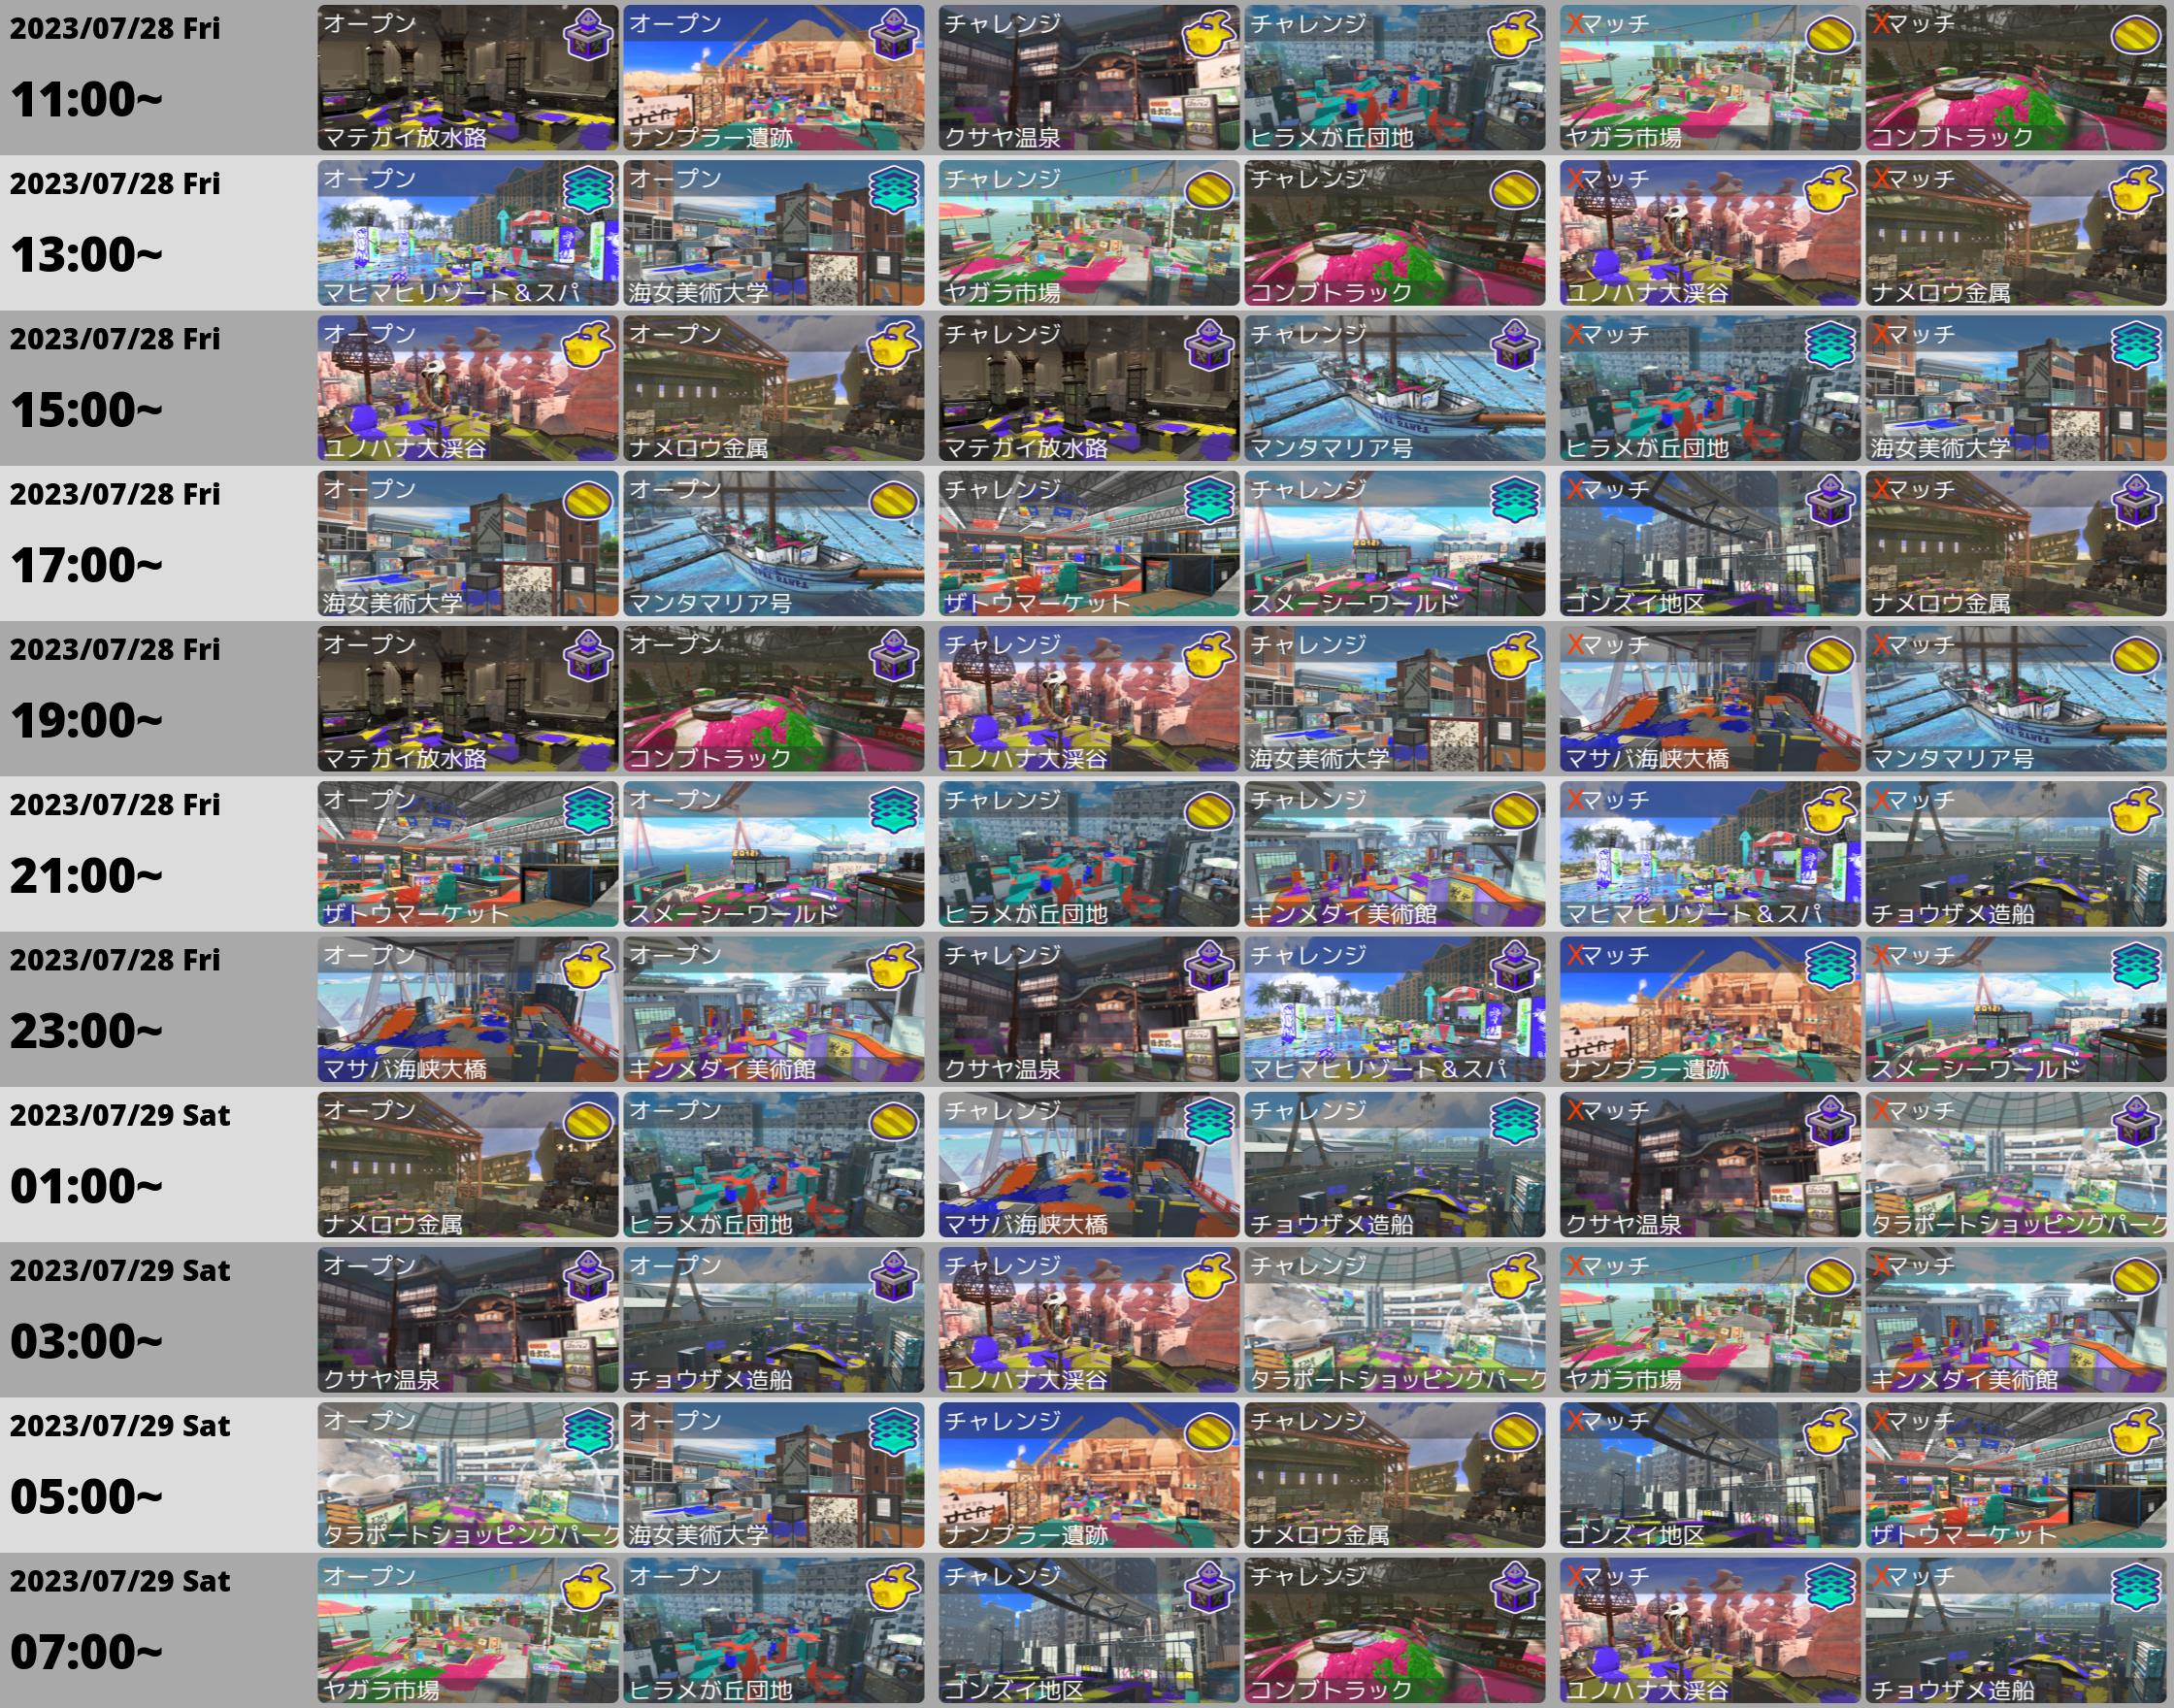 2023/07/28 Fri
11:00~
オープン
マテガイ放水路
オープン
ナンプラー遺跡
チャレンジ
クサヤ温泉
チャレンジ
ヒラメが丘団地
Xマッチ
ヤガラ市場
Xマッチ
コンブトラック
2023/07/28 Fri
13:00~
オープン
マヒマヒリゾート＆スパ
オープン
海女美術大学
チャレンジ
ヤガラ市場
チャレンジ
コンブトラック
Xマッチ
ユノハナ大渓谷
Xマッチ
ナメロウ金属
2023/07/28 Fri
15:00~
オープン
ユノハナ大渓谷
オープン
ナメロウ金属
チャレンジ
マテガイ放水路
チャレンジ
マンタマリア号
Xマッチ
ヒラメが丘団地
Xマッチ
海女美術大学
2023/07/28 Fri
17:00~
オープン
海女美術大学
オープン
マンタマリア号
チャレンジ
ザトウマーケット
チャレンジ
スメーシーワールド
Xマッチ
ゴンズイ地区
Xマッチ
ナメロウ金属
2023/07/28 Fri
19:00~
オープン
マテガイ放水路
オープン
コンブトラック
チャレンジ
ユノハナ大渓谷
チャレンジ
海女美術大学
Xマッチ
マサバ海峡大橋
Xマッチ
マンタマリア号
2023/07/28 Fri
21:00~
オープン
ザトウマーケット
オープン
スメーシーワールド
チャレンジ
ヒラメが丘団地
チャレンジ
キンメダイ美術館
Xマッチ
マヒマヒリゾート＆スパ
Xマッチ
チョウザメ造船
2023/07/28 Fri
23:00~
オープン
マサバ海峡大橋
オープン
キンメダイ美術館
チャレンジ
クサヤ温泉
チャレンジ
マヒマヒリゾート＆スパ
Xマッチ
ナンプラー遺跡
Xマッチ
スメーシーワールド
2023/07/29 Sat
01:00~
オープン
ナメロウ金属
オープン
ヒラメが丘団地
チャレンジ
マサバ海峡大橋
チャレンジ
チョウザメ造船
Xマッチ
クサヤ温泉
Xマッチ
タラポートショッピングパーク
2023/07/29 Sat
03:00~
オープン
クサヤ温泉
オープン
チョウザメ造船
チャレンジ
ユノハナ大渓谷
チャレンジ
タラポートショッピングパーク
Xマッチ
ヤガラ市場
Xマッチ
キンメダイ美術館
2023/07/29 Sat
05:00~
オープン
タラポートショッピングパーク
オープン
海女美術大学
チャレンジ
ナンプラー遺跡
チャレンジ
ナメロウ金属
Xマッチ
ゴンズイ地区
Xマッチ
ザトウマーケット
2023/07/29 Sat
07:00~
オープン
ヤガラ市場
オープン
ヒラメが丘団地
チャレンジ
ゴンズイ地区
チャレンジ
コンブトラック
Xマッチ
ユノハナ大渓谷
Xマッチ
チョウザメ造船